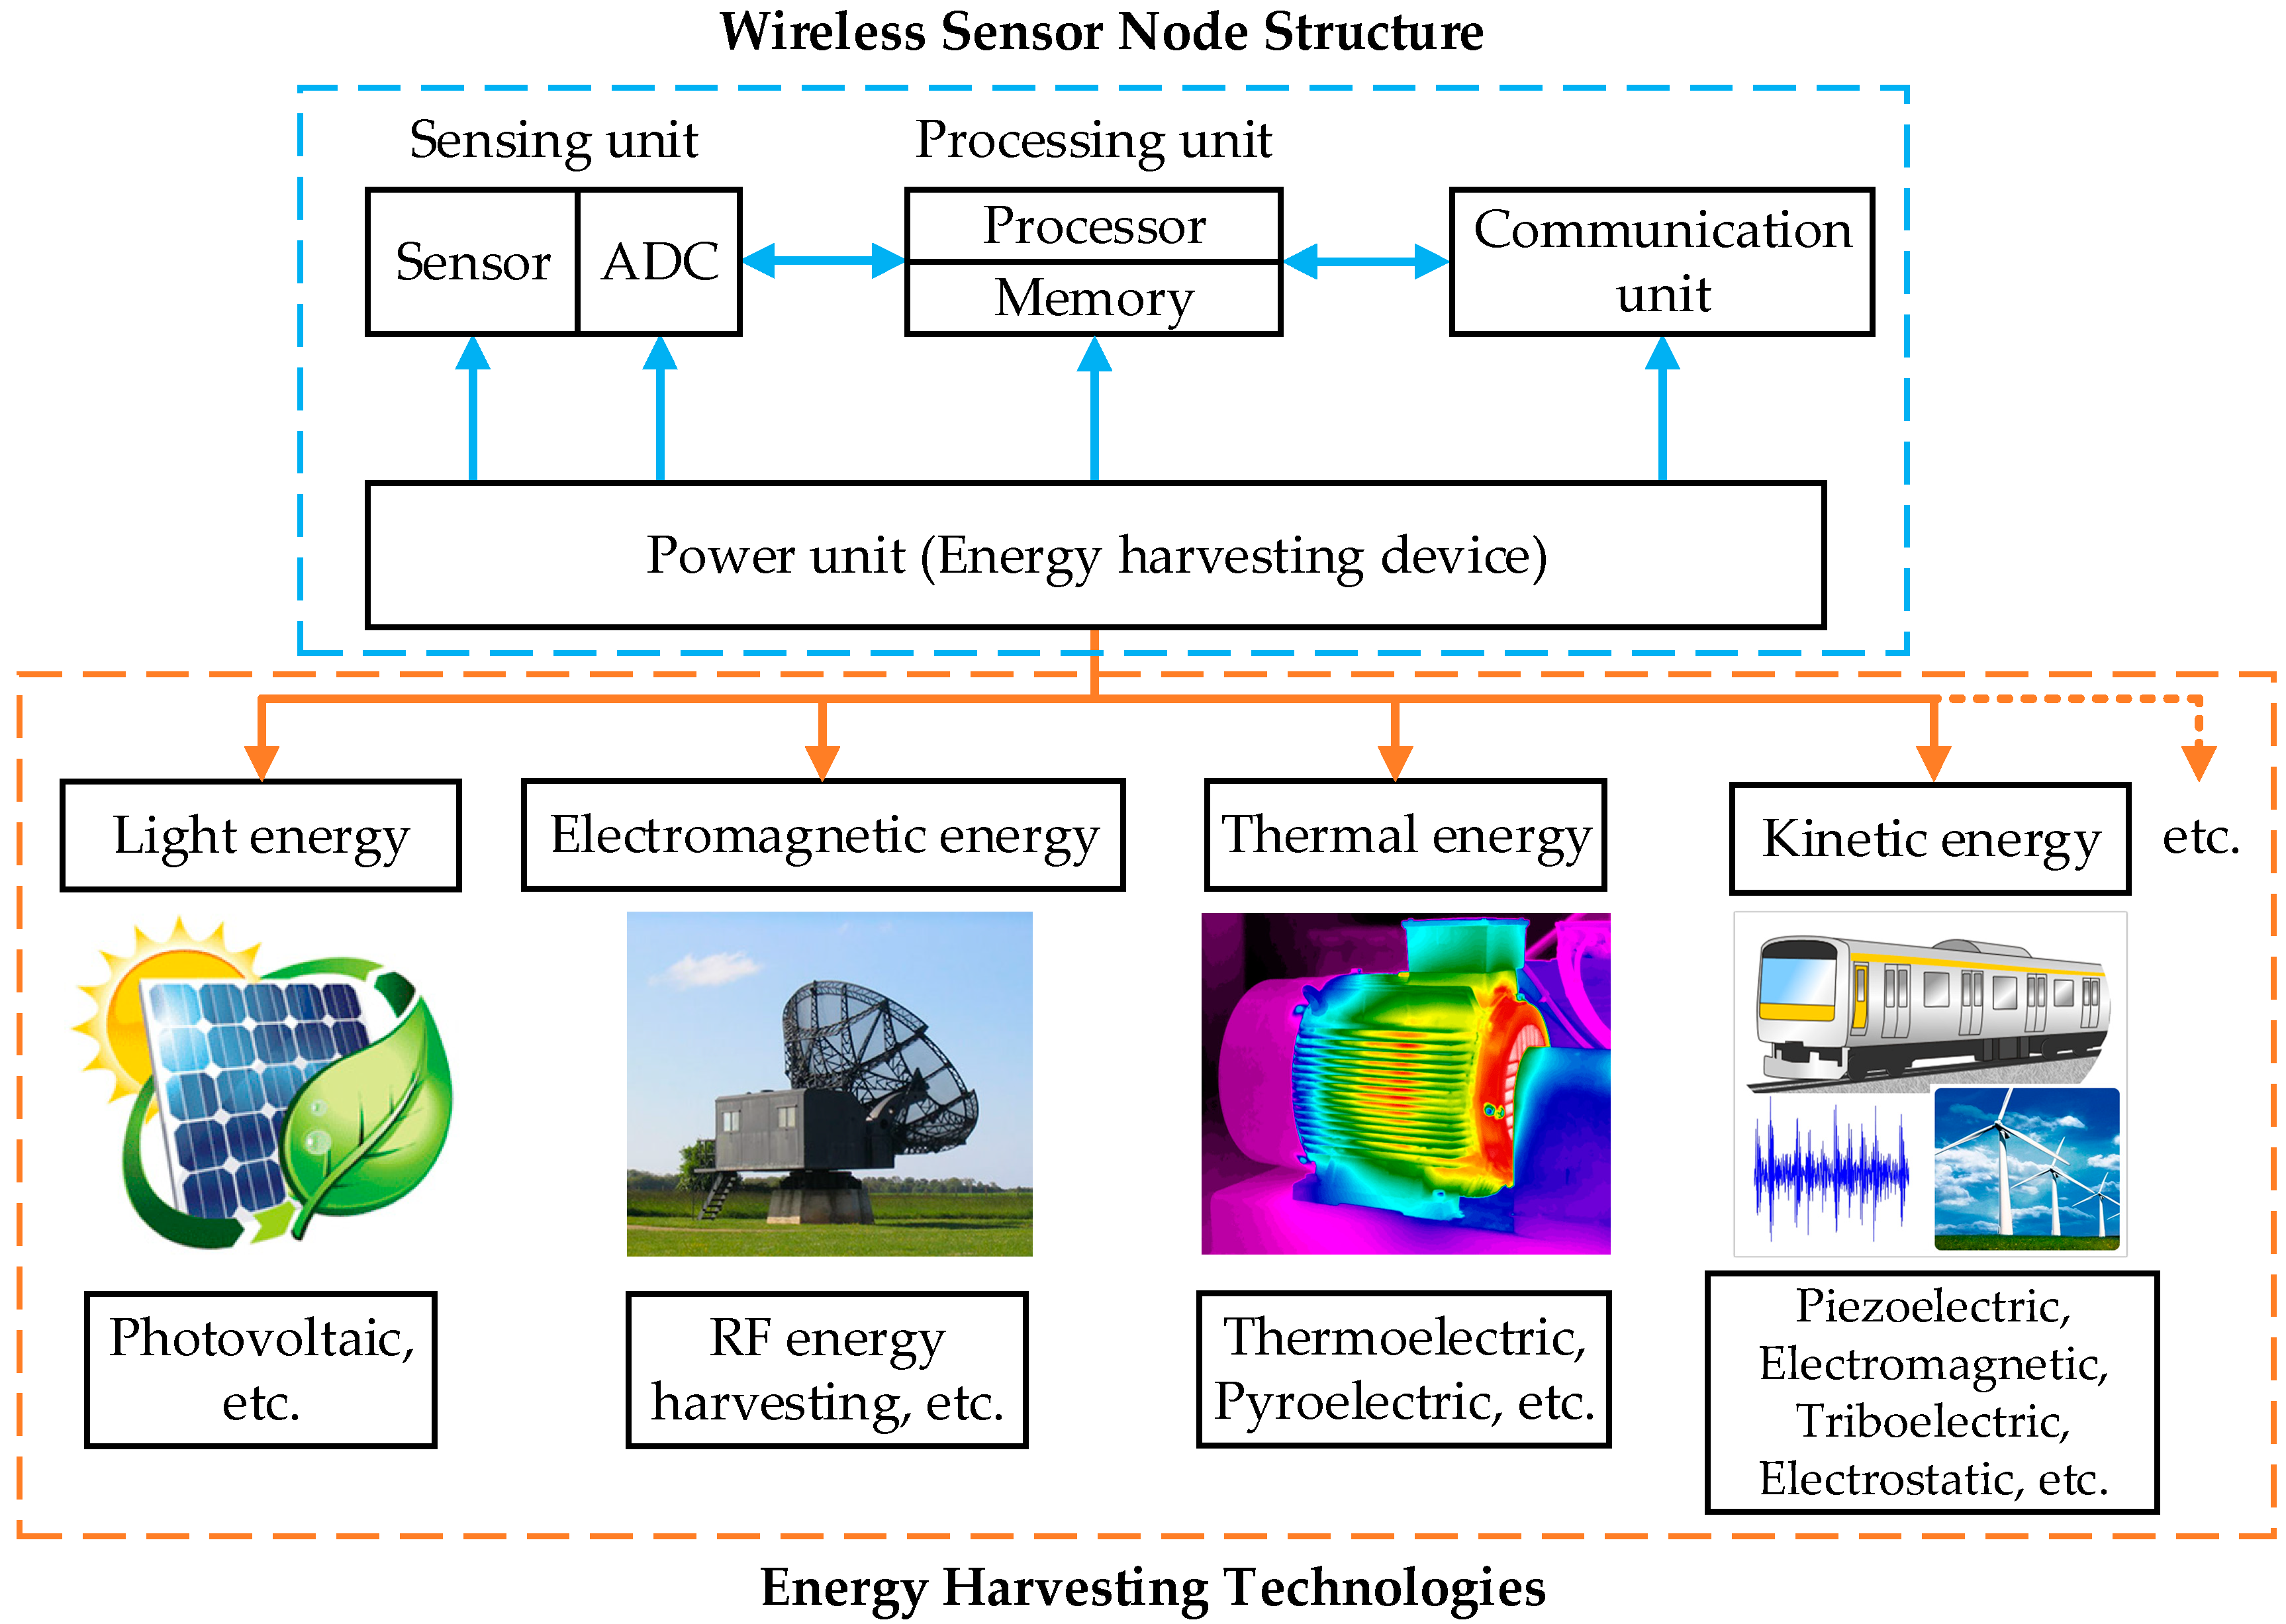 Wireless Sensor Node Structure
Sensing unit
Processing unit
Sensor
ADC
Processor
Memory
Communication
unit
Power unit (Energy harvesting device)
Light energy
Electromagnetic energy
Thermal energy
Kinetic energy
etc.
Photovoltaic,
etc.
RF energy
harvesting, etc.
Thermoelectric,
Pyroelectric, etc.
Piezoelectric,
Electromagnetic,
Triboelectric,
Electrostatic, etc.
Energy Harvesting Technologies